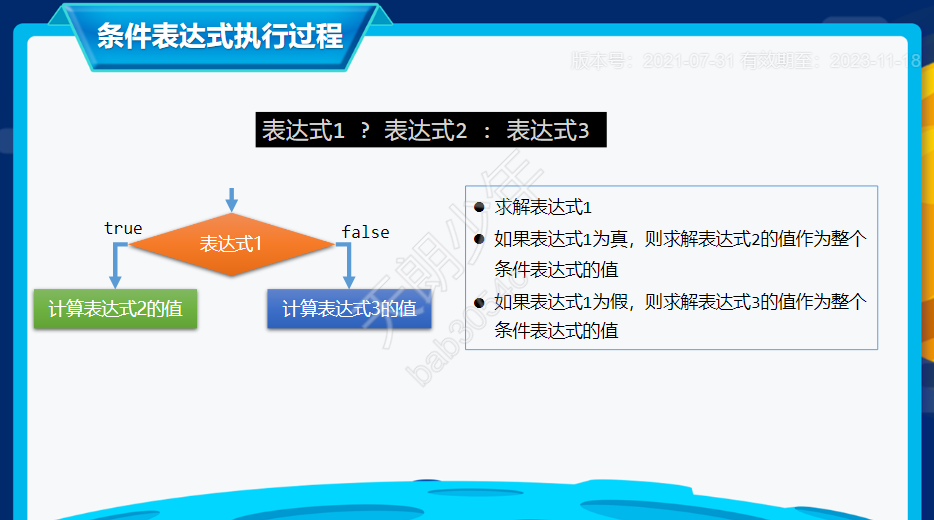 条件表达式执行过程
版本号：2021-07-31 有效期至：2023-11-18
表达式1 ? 表达式2 : 表达式3
true
false
表达式1
计算表达式2的值
计算表达式3的值
求解表达式1
如果表达式1为真，则求解表达式2的值作为整个
条件表达式的值
如果表达式1为假，则求解表达式3的值作为整个
条件表达式的值
天朗少年